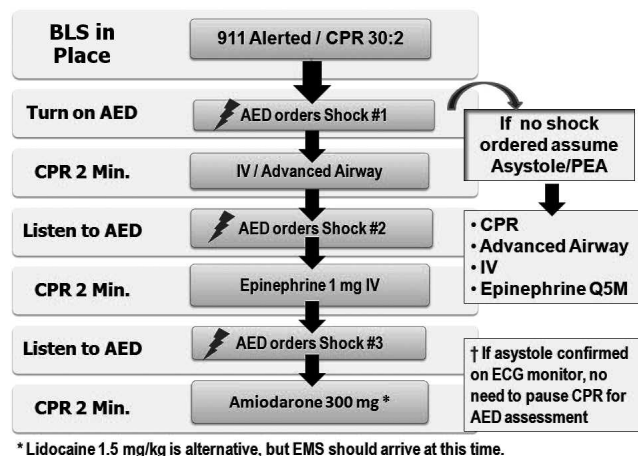 BLS in
Place
911 Alerted / CPR 30:2
Turn on AED
AED orders Shock #1
If no shock
ordered assume
Asystole/PEA
CPR 2 Min.
IV / Advanced Airway
Listen to AED
AED orders Shock #2
• CPR
• Advanced Airway
• IV
• Epinephrine Q5M
CPR 2 Min.
Epinephrine 1 mg IV
Listen to AED
AED orders Shock #3
† If asystole confirmed
on ECG monitor, no
need to pause CPR for
AED assessment
CPR 2 Min.
Amiodarone 300 mg *
* Lidocaine 1.5 mg/kg is alternative, but EMS should arrive at this time.